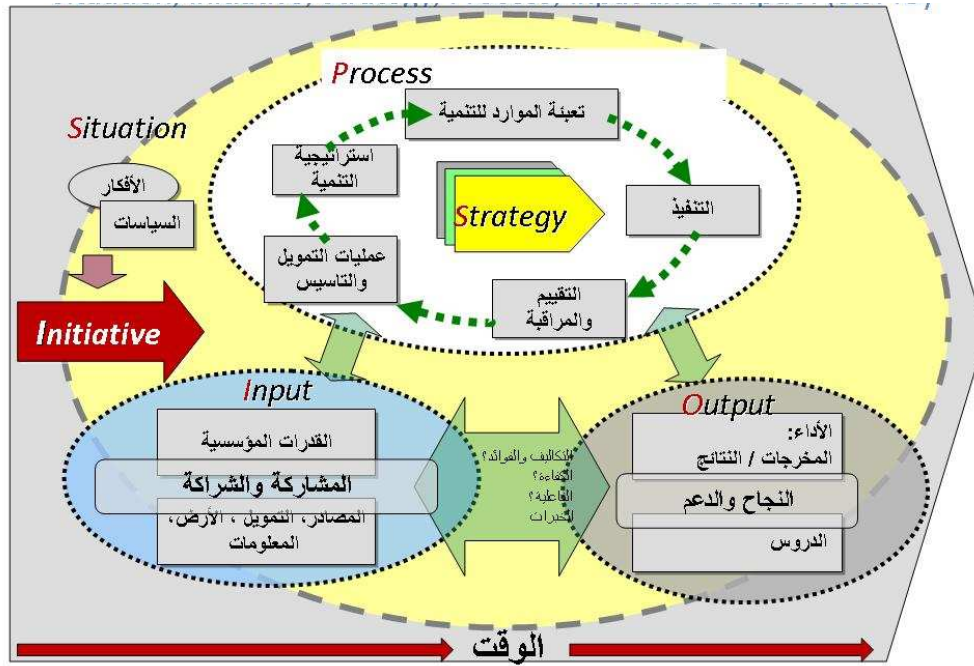 Process
تعبئة الموارد للتنمية
Situation
استراتيجية
التنمية
الأفكار
السياسات
Strategy
التنفيذ
عمليات التمويل
والتاسيس
التقييم
والمراقبة
Initiative
Input
Output
القدرات المؤسسية
المشاركة والشراكة
المصادر، التمويل ، الأرض،
المعلومات
التكاليف والفوائد؟
الكفاءة؟
الفاعلية؟
الخبرات
الأداء:
المخرجات / النتائج
النجاح والدعم
الدروس
الوقت